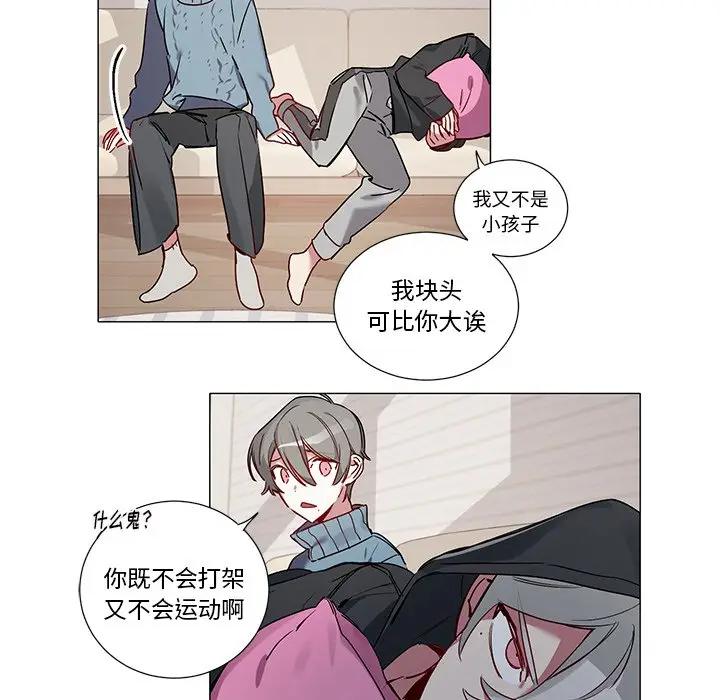 我又不是
小孩子
我块头
可比你大诶
什么鬼？
你既不会打架
又不会运动啊